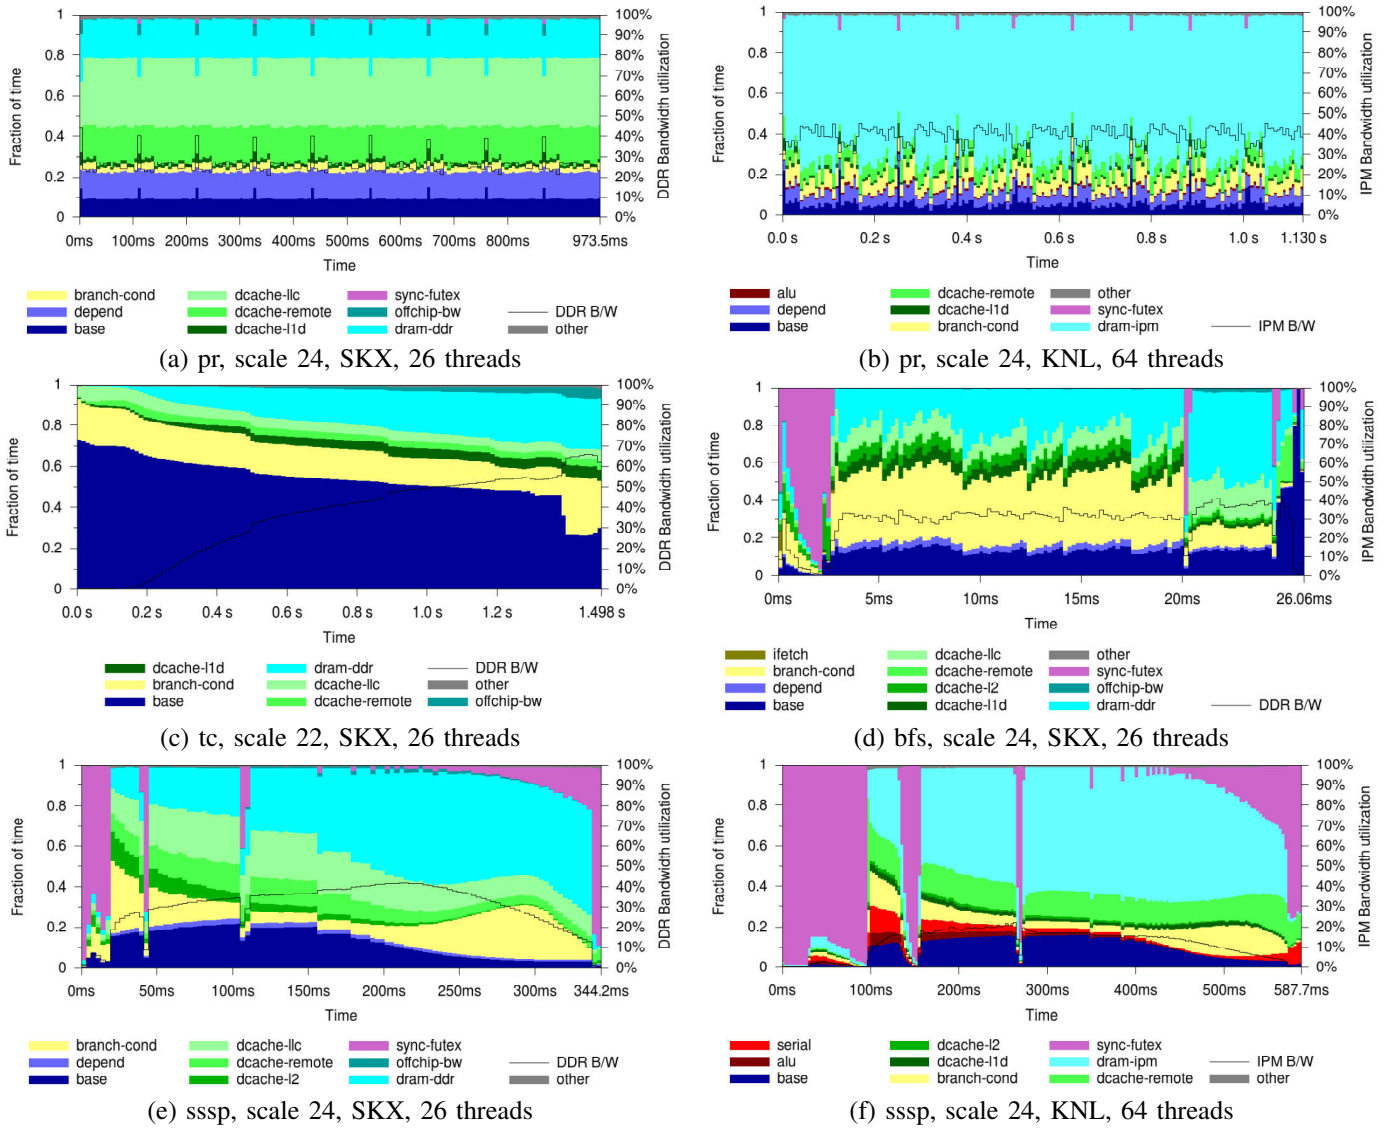 1
0.8
0.6
0.4
0.2
0
Fraction of time
100%
90%
80%
70%
60%
50%
40%
30%
20%
10%
0%
DDR Bandwidth utilization
0ms 100ms 200ms 300ms 400ms 500ms 600ms 700ms 800ms 973.5ms
Time
branch-cond dcache-llc sync-futex
depend dcache-remote offchip-bw DDR B/W
base dcache-l1d dram-ddr other
(a) pr, scale 24, SKX, 26 threads
1
0.8
0.6
0.4
0.2
0
Fraction of time
100%
90%
80%
70%
60%
50%
40%
30%
20%
10%
0%
IPM Bandwidth utilization
0.0 s 0.2 s 0.4 s 0.6 s 0.8 s 1.0 s 1.130 s
Time
alu dcache-remote other
depend dcache-l1d sync-futex
base branch-cond dram-ipm IPM B/W
(b) pr, scale 24, KNL, 64 threads
1
0.8
0.6
0.4
0.2
0
Fraction of time
100%
90%
80%
70%
60%
50%
40%
30%
20%
10%
0%
DDR Bandwidth utilization
0.0 s 0.2 s 0.4 s 0.6 s 0.8 s 1.0 s 1.2 s 1.498 s
Time
dcache-l1d dram-ddr DDR B/W
branch-cond dcache-llc other
base dcache-remote offchip-bw
(c) tc, scale 22, SKX, 26 threads
1
0.8
0.6
0.4
0.2
0
Fraction of time
100%
90%
80%
70%
60%
50%
40%
30%
20%
10%
0%
IPM Bandwidth utilization
0ms 5ms 10ms 15ms 20ms 26.06ms
Time
ifetch dcache-llc other
branch-cond dcache-remote sync-futex
depend dcache-l2 offchip-bw
base dcache-l1d dram-ddr DDR B/W
(d) bfs, scale 24, SKX, 26 threads
1
0.8
0.6
0.4
0.2
0
Fraction of time
100%
90%
80%
70%
60%
50%
40%
30%
20%
10%
0%
DDR Bandwidth utilization
0ms 50ms 100ms 150ms 200ms 250ms 300ms 344.2ms
Time
branch-cond dcache-llc sync-futex
depend dcache-remote offchip-bw DDR B/W
base dcache-l2 dram-ddr other
(e) sssp, scale 24, SKX, 26 threads
1
0.8
0.6
0.4
0.2
0
Fraction of time
100%
90%
80%
70%
60%
50%
40%
30%
20%
10%
0%
IPM Bandwidth utilization
0ms 100ms 200ms 300ms 400ms 500ms 587.7ms
Time
serial dcache-l2 sync-futex
alu dcache-l1d dram-ipm IPM B/W
base branch-cond dcache-remote other
(f) sssp, scale 24, KNL, 64 threads